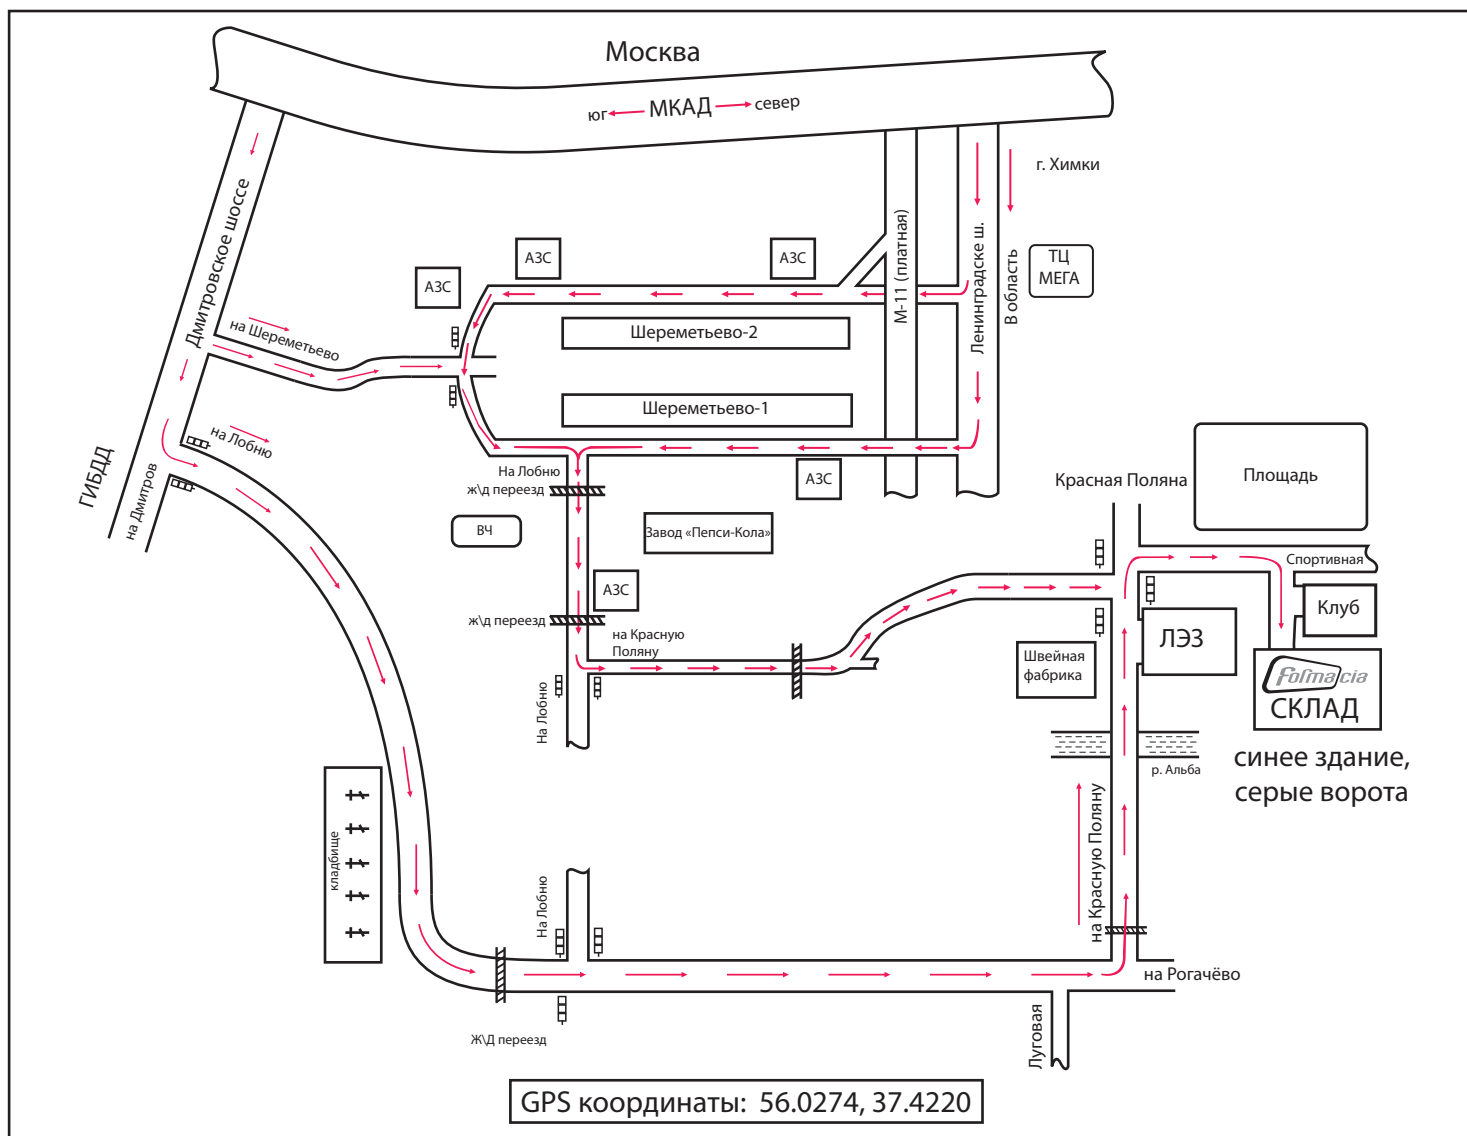 Москва
юг
МКАД
север
г. Химки
Дмитровское шоссе
М-11 (платная)
Ленинградске ш.
В область
ТЦ
МЕГА
АЗС
АЗС
АЗС
на Шереметьево
Шереметьево-2
Шереметьево-1
на Лобню
ГИБДД
на Дмитров
На Лобню
ж\д переезд
АЗС
ВЧ
Завод «Пепси-Кола»
АЗС
ж\д переезд
на Красную
Поляну
На Лобню
Красная Поляна
Площадь
Спортивная
Клуб
ЛЭЗ
Швейная
фабрика
Formacia
СКЛАД
синее здание,
серые ворота
р. Альба
на Красную Поляну
кладбище
На Лобню
на Рогачёво
Луговая
Ж\Д переезд
GPS координаты: 56.0274, 37.4220